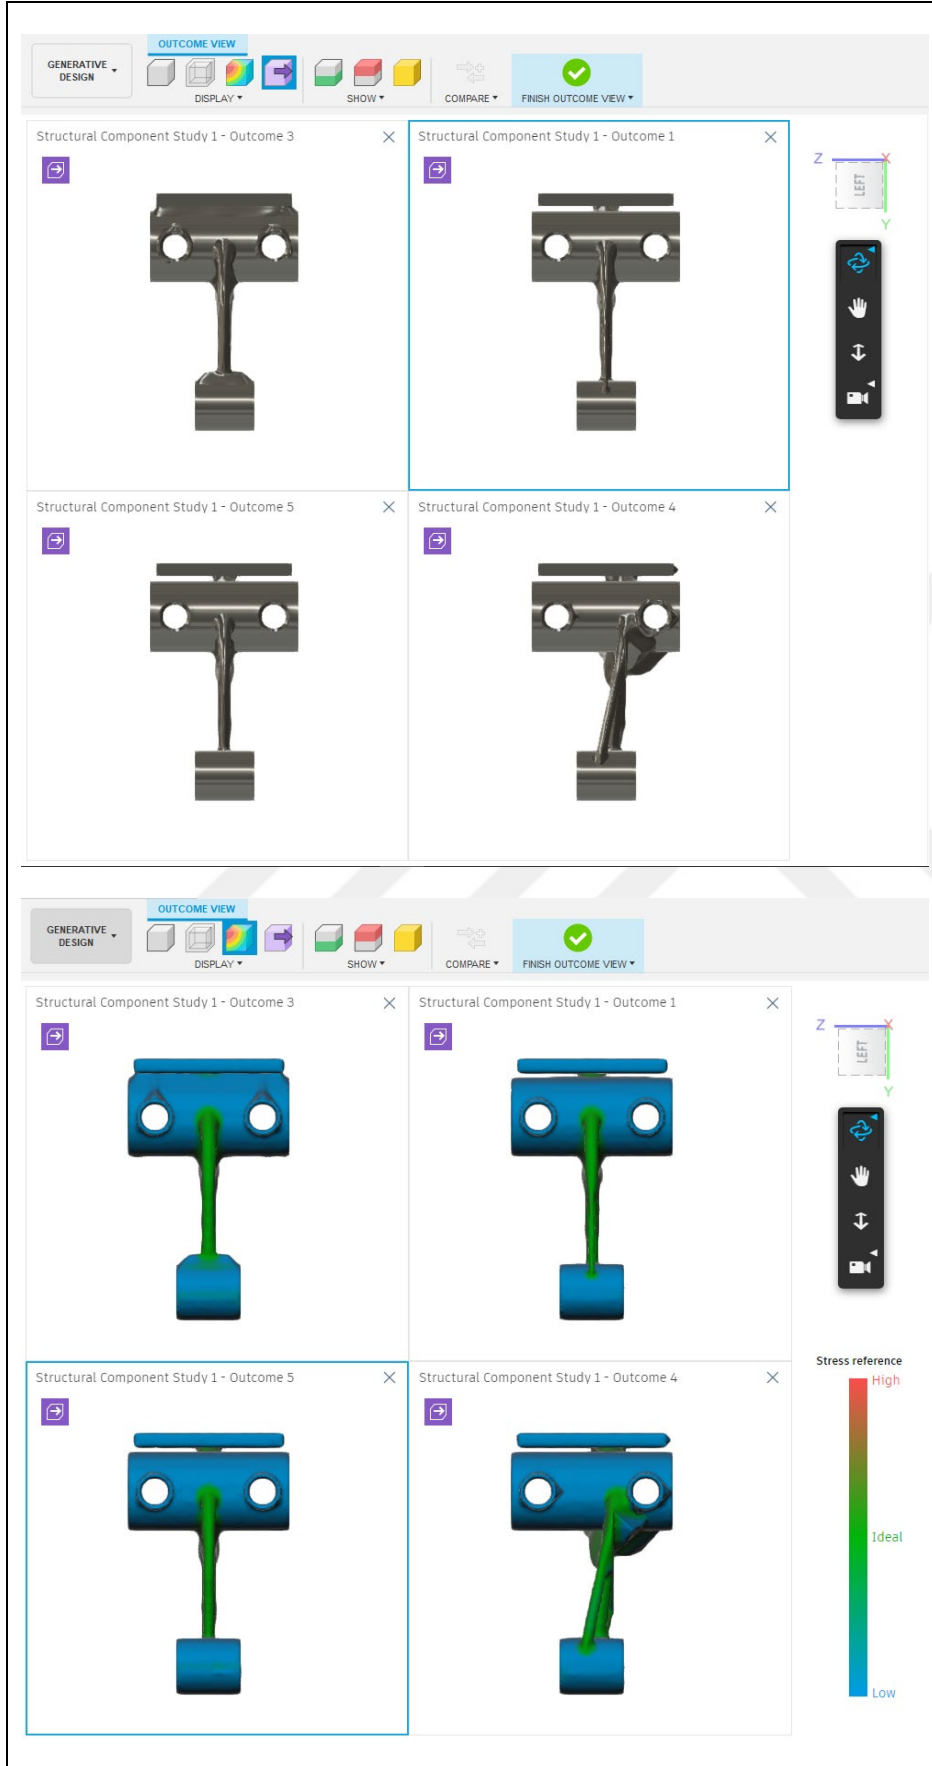 OUTCOME VIEW
GENERATIVE DESIGN
DISPLAY
SHOW
COMPARE
FINISH OUTCOME VIEW
Structural Component Study 1 - Outcome 3
Structural Component Study 1 - Outcome 1
Z
X
LEFT
Y
Structural Component Study 1 - Outcome 5
Structural Component Study 1 - Outcome 4
OUTCOME VIEW
GENERATIVE DESIGN
DISPLAY
SHOW
COMPARE
FINISH OUTCOME VIEW
Structural Component Study 1 - Outcome 3
Structural Component Study 1 - Outcome 1
Z
X
LEFT
Y
Stress reference
High
Structural Component Study 1 - Outcome 5
Structural Component Study 1 - Outcome 4
Ideal
Low